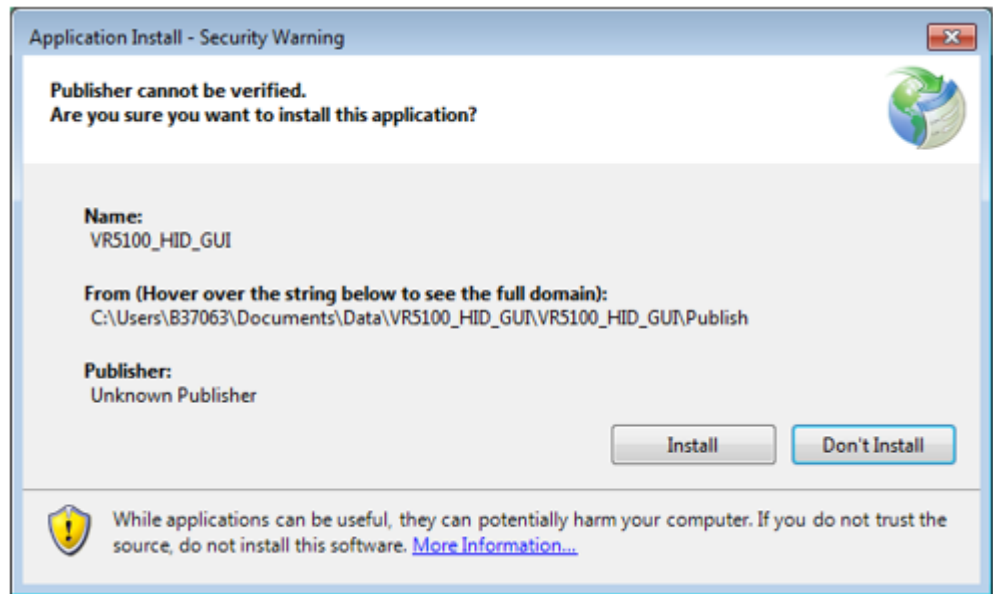 Application Install - Security Warning
Publisher cannot be verified.
Are you sure you want to install this application?
Name:
VR5100_HID_GUI
From (Hover over the string below to see the full domain):
C:\Users\B37063\Documents\Data\VR5100_HID_GUI\VR5100_HID_GUI\Publish
Publisher:
Unknown Publisher
Install Don't Install
While applications can be useful, they can potentially harm your computer. If you do not trust the
source, do not install this software. More Information...